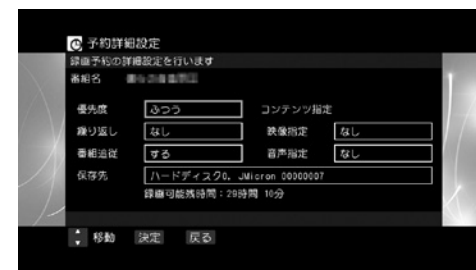 予約詳細設定
録画予約の詳細設定を行います
番組名
優先度 ふつう コンテンツ指定
繰り返し なし 映像指定 なし
番組追従 する 音声指定 なし
保存先 ハードディスク0, JMicron 00000007
録画可能残時間：29時間 10分
移動 決定 戻る